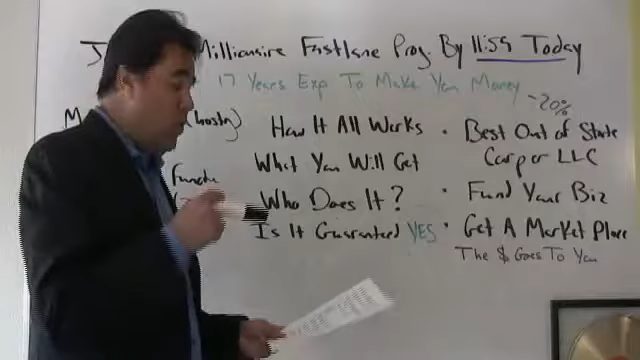 J Millionaire Fastlane Prog. By 11:59 Today
17 Years Exp To Make You Money
~20%
M hosting)
How It All Works
• Best Out of State
Corp or LLC
What You Will Get
Fundi
Who Does It?
• Fund Your Biz
Is It Guaranteed YES
• Get A Market Place
The $ Goes To You